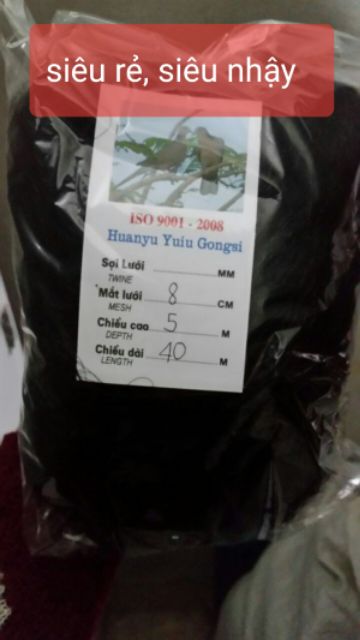 siêu rẻ, siêu nhậy
ISO 9001 - 2008
Huanyu Yuíu Gongsi
Sợi Lưới MM
TWINE
Mắt lưới 8 CM
MESH
Chiều cao 5 M
DEPTH
Chiều dài 40 M
LENGTH